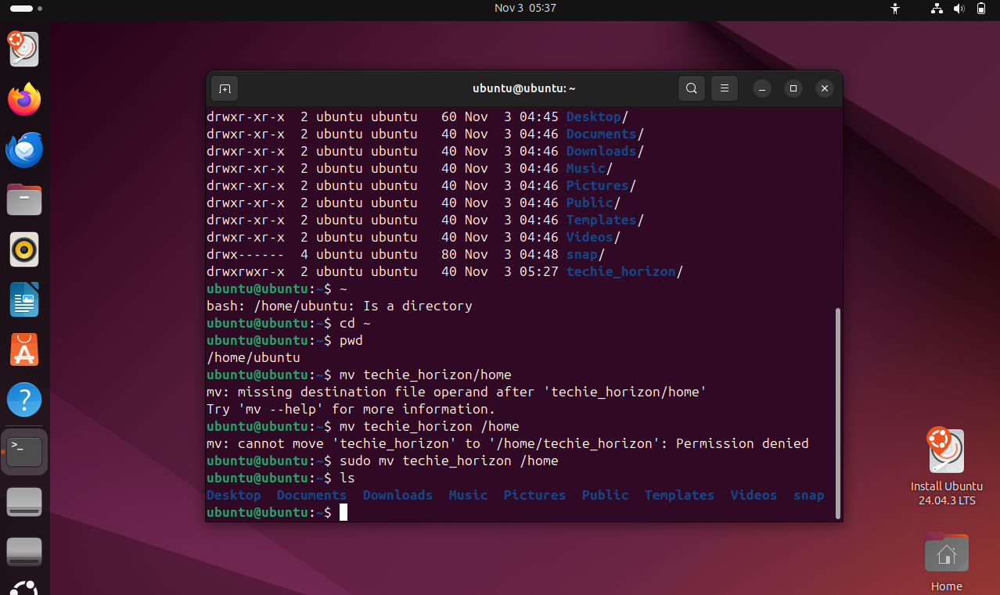 Nov 3 05:37
ubuntu@ubuntu: ~
drwxr-xr-x  2 ubuntu ubuntu   60 Nov  3 04:45 Desktop/
drwxr-xr-x  2 ubuntu ubuntu   40 Nov  3 04:46 Documents/
drwxr-xr-x  2 ubuntu ubuntu   40 Nov  3 04:46 Downloads/
drwxr-xr-x  2 ubuntu ubuntu   40 Nov  3 04:46 Music/
drwxr-xr-x  2 ubuntu ubuntu   40 Nov  3 04:46 Pictures/
drwxr-xr-x  2 ubuntu ubuntu   40 Nov  3 04:46 Public/
drwxr-xr-x  2 ubuntu ubuntu   40 Nov  3 04:46 Templates/
drwxr-xr-x  2 ubuntu ubuntu   40 Nov  3 04:46 Videos/
drwx------  4 ubuntu ubuntu   80 Nov  3 04:48 snap/
drwxrwxr-x  2 ubuntu ubuntu   40 Nov  3 05:27 techie_horizon/
ubuntu@ubuntu:~$ ~
bash: /home/ubuntu: Is a directory
ubuntu@ubuntu:~$ cd ~
ubuntu@ubuntu:~$ pwd
/home/ubuntu
ubuntu@ubuntu:~$ mv techie_horizon/home
mv: missing destination file operand after 'techie_horizon/home'
Try 'mv --help' for more information.
ubuntu@ubuntu:~$ mv techie_horizon /home
mv: cannot move 'techie_horizon' to '/home/techie_horizon': Permission denied
ubuntu@ubuntu:~$ sudo mv techie_horizon /home
ubuntu@ubuntu:~$ ls
Desktop  Documents  Downloads  Music  Pictures  Public  Templates  Videos  snap
ubuntu@ubuntu:~$
Install Ubuntu
24.04.3 LTS
Home